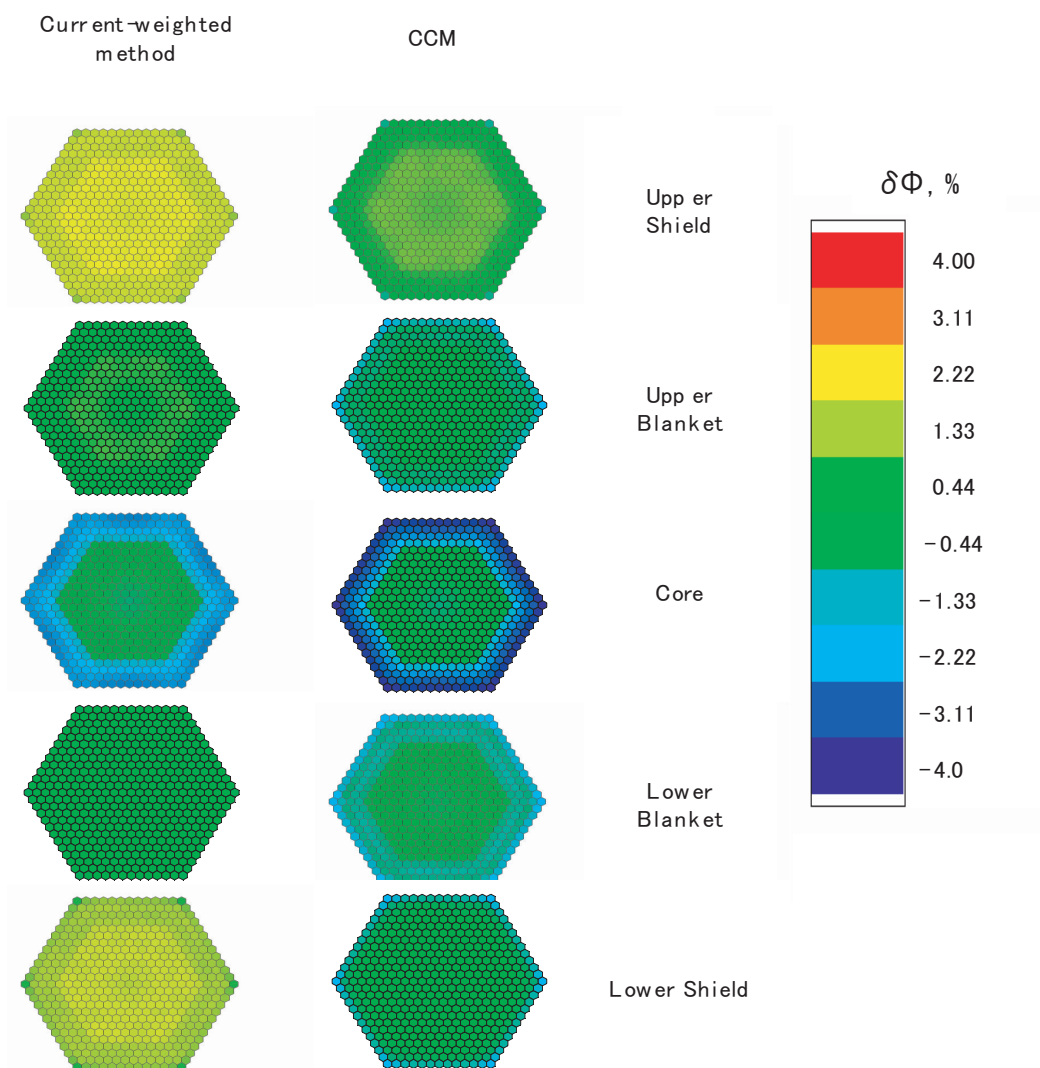 Current-weighted
method
CCM
Upper
Shield
Upper
Blanket
Core
Lower
Blanket
Lower Shield
δΦ, %
4.00
3.11
2.22
1.33
0.44
-0.44
-1.33
-2.22
-3.11
-4.0